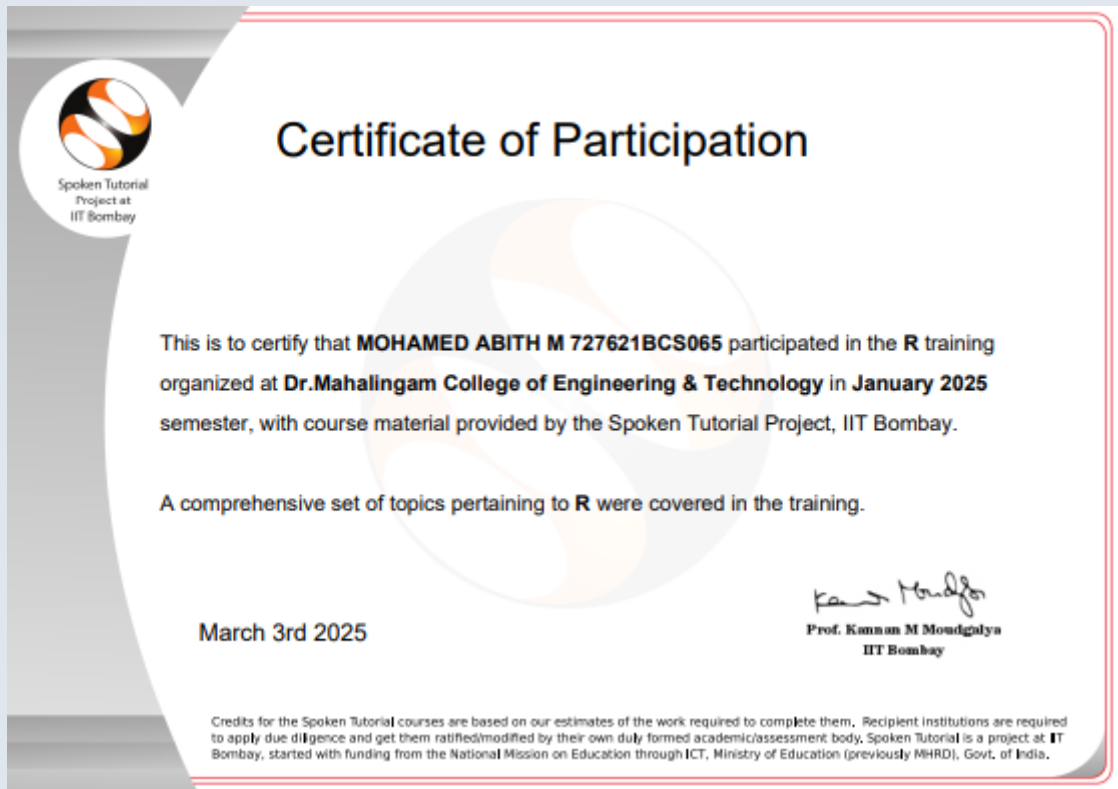 Spoken Tutorial
Project at
IIT Bombay
Certificate of Participation
This is to certify that MOHAMED ABITH M 727621BCS065 participated in the R training
organized at Dr.Mahalingam College of Engineering & Technology in January 2025
semester, with course material provided by the Spoken Tutorial Project, IIT Bombay.
A comprehensive set of topics pertaining to R were covered in the training.
March 3rd 2025
Prof. Kannan M Moudgalya
IIT Bombay
Credits for the Spoken Tutorial courses are based on our estimates of the work required to complete them. Recipient institutions are required
to apply due diligence and get them ratified/modified by their own duly formed academic/assessment body. Spoken Tutorial is a project at IIT
Bombay, started with funding from the National Mission on Education through ICT, Ministry of Education (previously MHRD), Govt. of India.